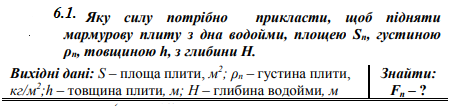 6.1. Яку силу потрібно прикласти, щоб підняти
мармурову плиту з дна водойми, площею Sп, густиною
ρп, товщиною h, з глибини Н.
Вихідні дані: S – площа плити, м²; ρп – густина плити,
кг/м³;h – товщина плити, м; Н – глибина водойми, м
Знайти:
Fп – ?